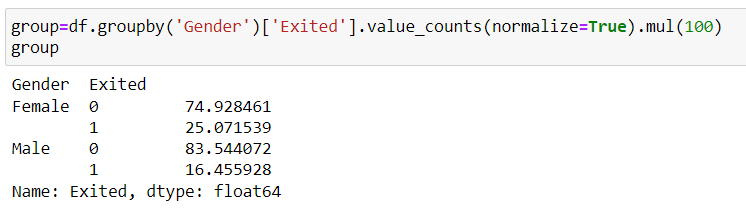 group=df.groupby('Gender')['Exited'].value_counts(normalize=True).mul(100)
group
Gender  Exited
Female  0         74.928461
        1         25.071539
Male    0         83.544072
        1         16.455928
Name: Exited, dtype: float64